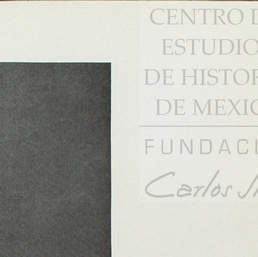 CENTRO D
ESTUDIO
DE HISTOR
DE MEXIC
FUNDACI
Carlos